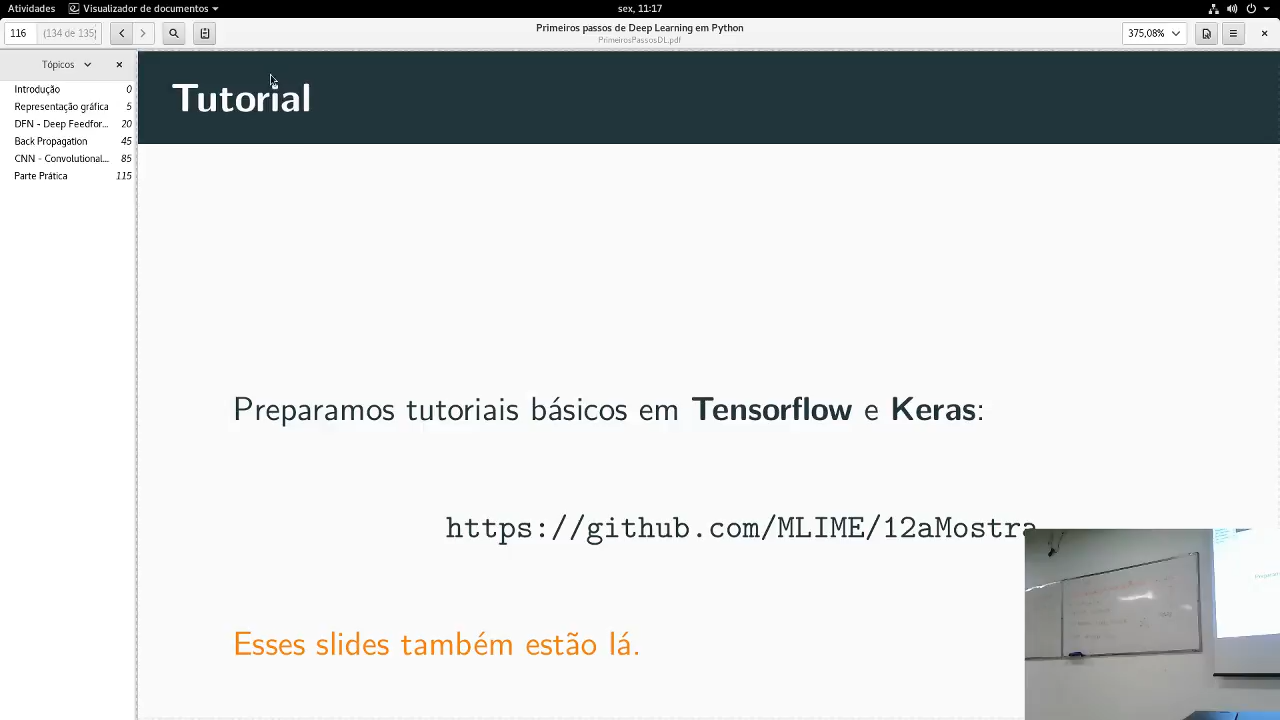 Atividades
Visualizador de documentos
sex, 11:17
116
(134 de 135)
Primeiros passos de Deep Learning em Python
PrimeirosPassosDL.pdf
375,08%
Tópicos
Introdução 0
Representação gráfica 5
DFN - Deep Feedfor... 20
Back Propagation 45
CNN - Convolutional... 85
Parte Prática 115
Tutorial
Preparamos tutoriais básicos em Tensorflow e Keras:
https://github.com/MLIME/12aMostra
Esses slides também estão lá.